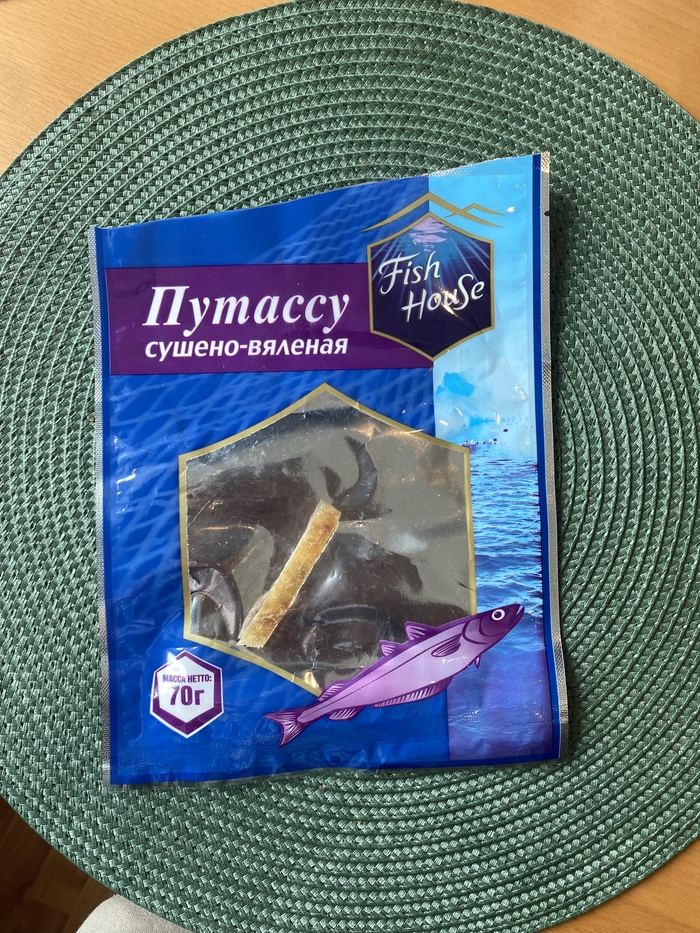 Fish
House
Путассу
сушено-вяленая
МАССА НЕТТО:
70г